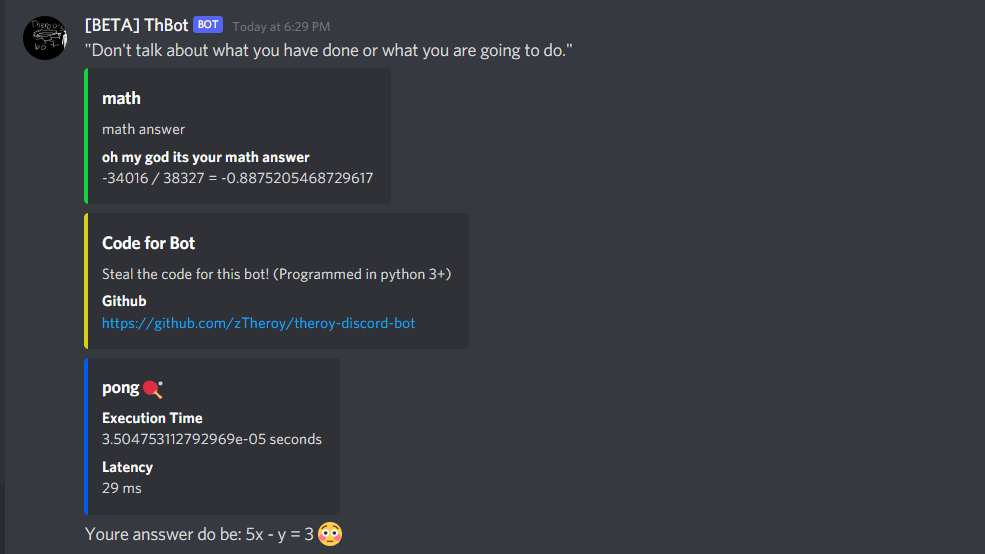 [BETA] ThBot BOT Today at 6:29 PM
"Don't talk about what you have done or what you are going to do."
math
math answer
oh my god its your math answer
-34016 / 38327 = -0.8875205468729617
Code for Bot
Steal the code for this bot! (Programmed in python 3+)
Github
https://github.com/zTheroy/theroy-discord-bot
pong 🏓
Execution Time
3.504753112792969e-05 seconds
Latency
29 ms
Youre ansswer do be: 5x - y = 3 😳